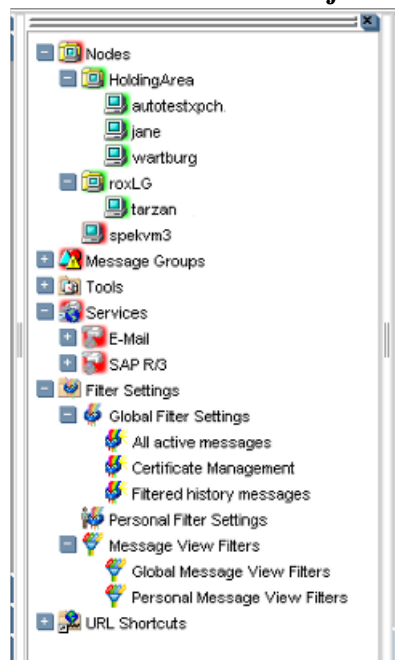 Nodes
HoldingArea
autotestxpch.
jane
wartburg
roxLG
tarzan
spekvm3
Message Groups
Tools
Services
E-Mail
SAP R/3
Filter Settings
Global Filter Settings
All active messages
Certificate Management
Filtered history messages
Personal Filter Settings
Message View Filters
Global Message View Filters
Personal Message View Filters
URL Shortcuts